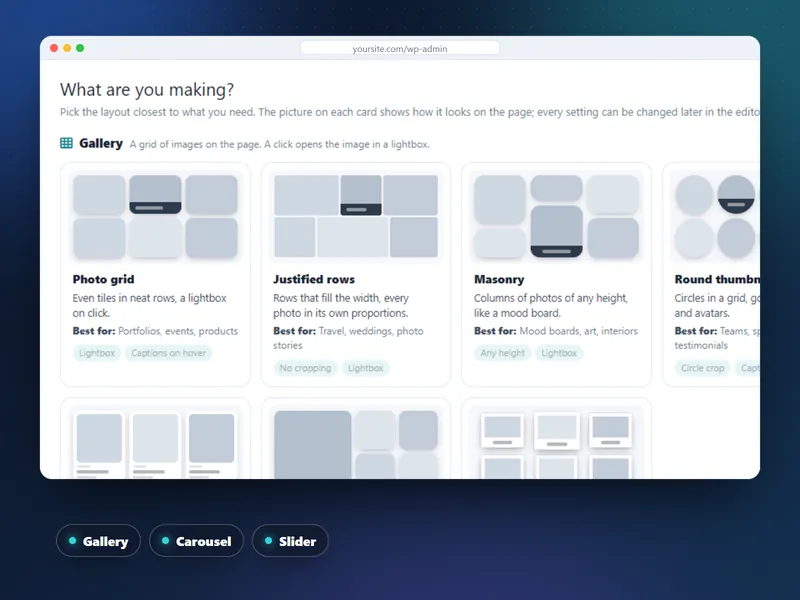 yoursite.com/wp-admin
What are you making?
Pick the layout closest to what you need. The picture on each card shows how it looks on the page; every setting can be changed later in the edito
Gallery A grid of images on the page. A click opens the image in a lightbox.
Photo grid
Even tiles in neat rows, a lightbox
on click.
Best for: Portfolios, events, products
Lightbox Captions on hover
Justified rows
Rows that fill the width, every
photo in its own proportions.
Best for: Travel, weddings, photo
stories
No cropping Lightbox
Masonry
Columns of photos of any height,
like a mood board.
Best for: Mood boards, art, interiors
Any height Lightbox
Round thumbn
Circles in a grid, go
and avatars.
Best for: Teams, sp
testimonials
Circle crop Capt
Gallery
Carousel
Slider